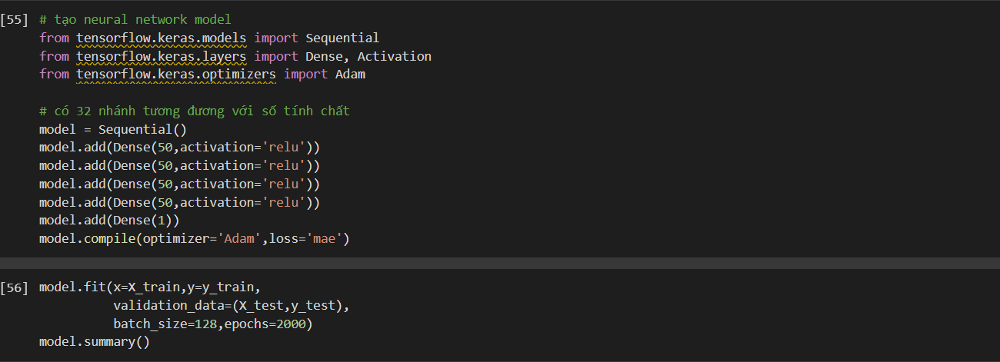 [55] # tạo neural network model
from tensorflow.keras.models import Sequential
from tensorflow.keras.layers import Dense, Activation
from tensorflow.keras.optimizers import Adam
# có 32 nhánh tương đương với số tính chất
model = Sequential()
model.add(Dense(50,activation='relu'))
model.add(Dense(50,activation='relu'))
model.add(Dense(50,activation='relu'))
model.add(Dense(50,activation='relu'))
model.add(Dense(1))
model.compile(optimizer='Adam',loss='mae')
[56] model.fit(x=X_train,y=y_train,
validation_data=(X_test,y_test),
batch_size=128,epochs=2000)
model.summary()